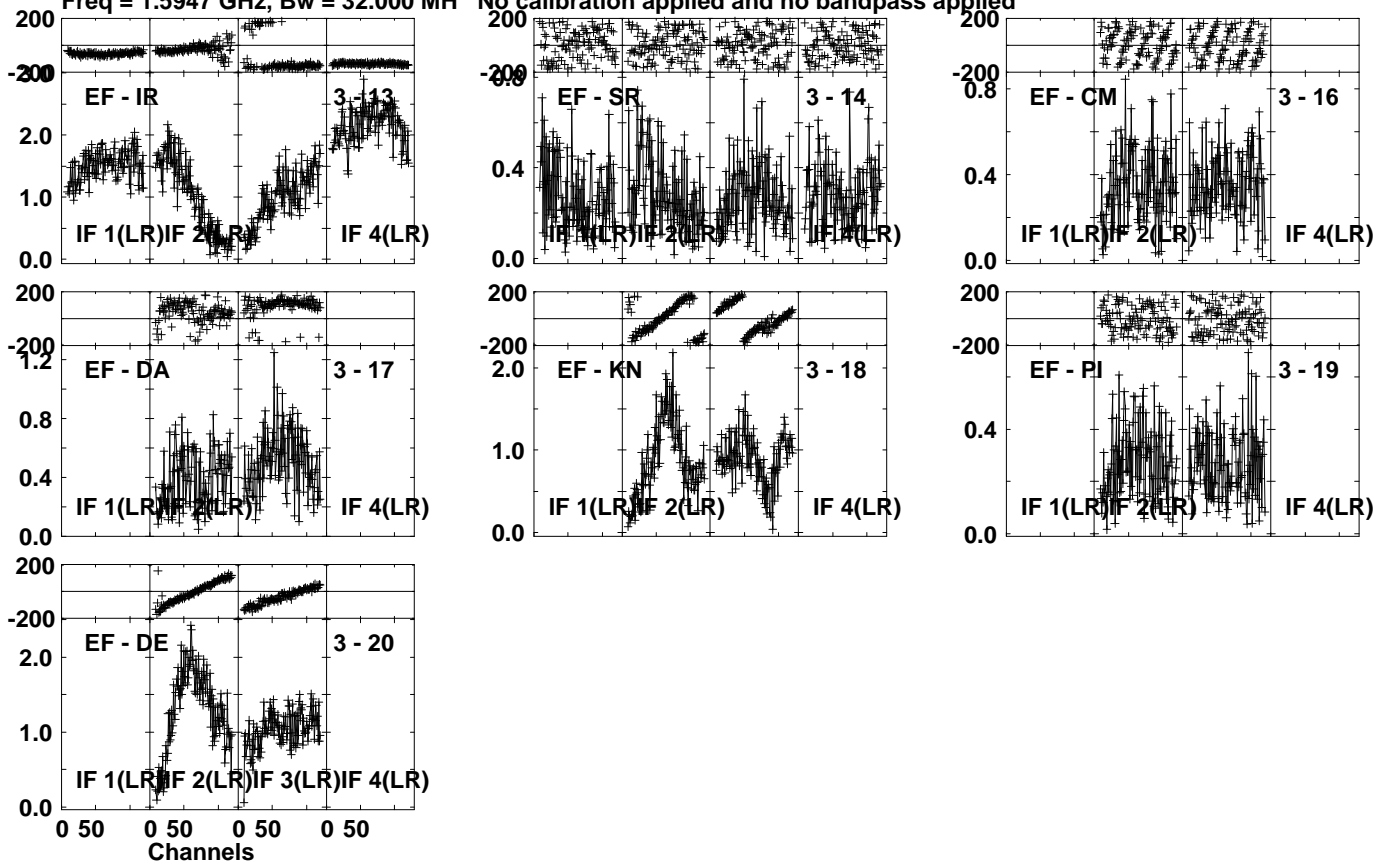 Freq = 1.5947 GHz, Bw = 32.000 MH No calibration applied and no bandpass applied
200
-200
EF - IR 3 - 13
2.0
1.0
0.0
IF 1(LR) IF 2(LR) IF 4(LR)
200
-200
0.8
EF - SR 3 - 14
0.4
0.0
IF 1(LR) IF 2(LR) IF 4(LR)
200
-200
EF - CM 3 - 16
0.8
0.4
0.0
IF 1(LR) IF 2(LR) IF 4(LR)
200
-200
1.2
EF - DA 3 - 17
0.8
0.4
0.0
IF 1(LR) IF 2(LR) IF 4(LR)
200
-200
EF - KN 3 - 18
2.0
1.0
0.0
IF 1(LR) IF 2(LR) IF 4(LR)
200
-200
EF - PI 3 - 19
0.4
0.0
IF 1(LR) IF 2(LR) IF 4(LR)
200
-200
EF - DE 3 - 20
2.0
1.0
0.0
IF 1(LR) IF 2(LR) IF 3(LR) IF 4(LR)
0 50 0 50 0 50 0 50
Channels